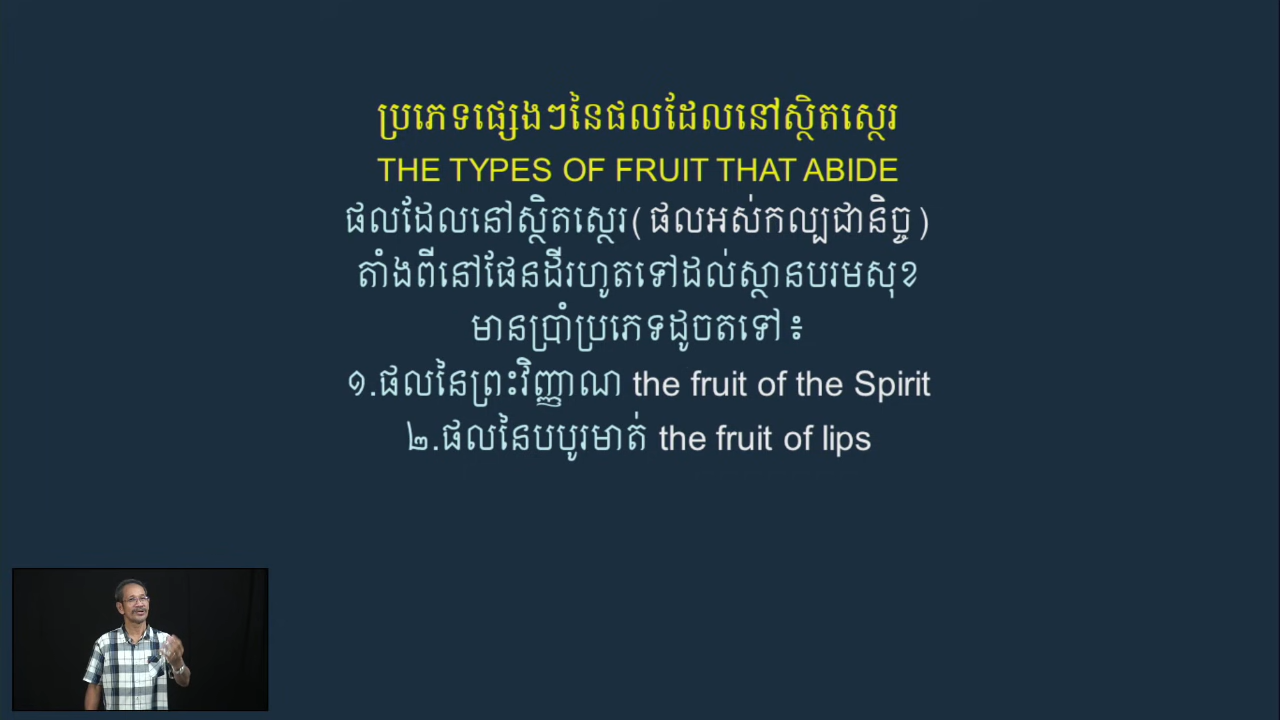 ប្រភេទផ្សេងៗនៃផលដែលនៅស្ថិតស្ថេរ
THE TYPES OF FRUIT THAT ABIDE
ផលដែលនៅស្ថិតស្ថេរ(ផលអស់កល្បជានិច្ច)
តាំងពីនៅផែនដីរហូតទៅដល់ស្ថានបរមសុខ
មានប្រាំប្រភេទដូចតទៅ៖
១.ផលនៃព្រះវិញ្ញាណ the fruit of the Spirit
២.ផលនៃបបូរមាត់ the fruit of lips